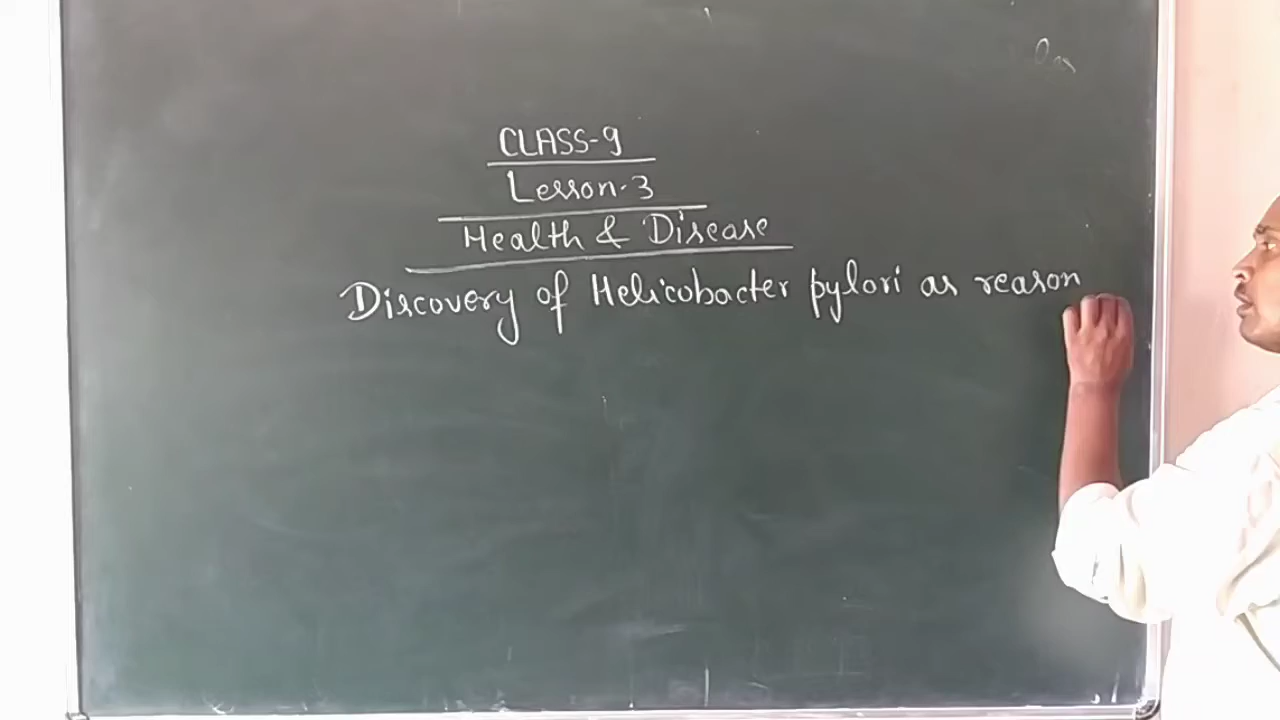 CLASS-9
Lesson-3
Health & Disease
Discovery of Helicobacter pylori as reason